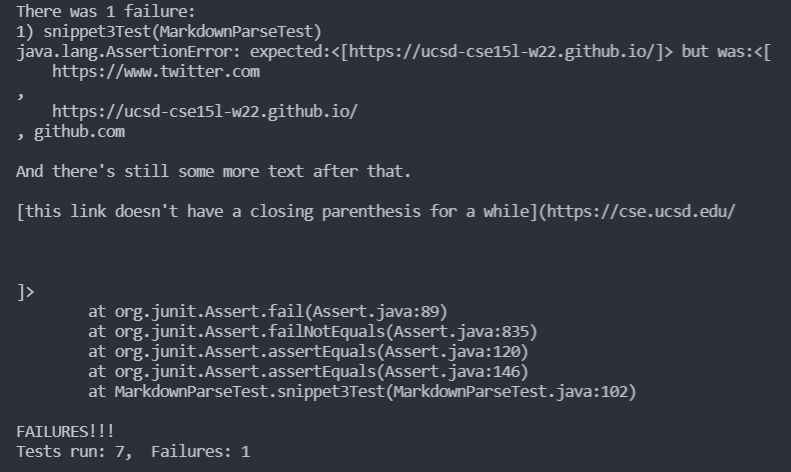 There was 1 failure:
1) snippet3Test(MarkdownParseTest)
java.lang.AssertionError: expected:<[https://ucsd-cse15l-w22.github.io/]> but was:<[
    https://www.twitter.com
,
    https://ucsd-cse15l-w22.github.io/
, github.com

And there's still some more text after that.

[this link doesn't have a closing parenthesis for a while](https://cse.ucsd.edu/



]>
        at org.junit.Assert.fail(Assert.java:89)
        at org.junit.Assert.failNotEquals(Assert.java:835)
        at org.junit.Assert.assertEquals(Assert.java:120)
        at org.junit.Assert.assertEquals(Assert.java:146)
        at MarkdownParseTest.snippet3Test(MarkdownParseTest.java:102)

FAILURES!!!
Tests run: 7,  Failures: 1